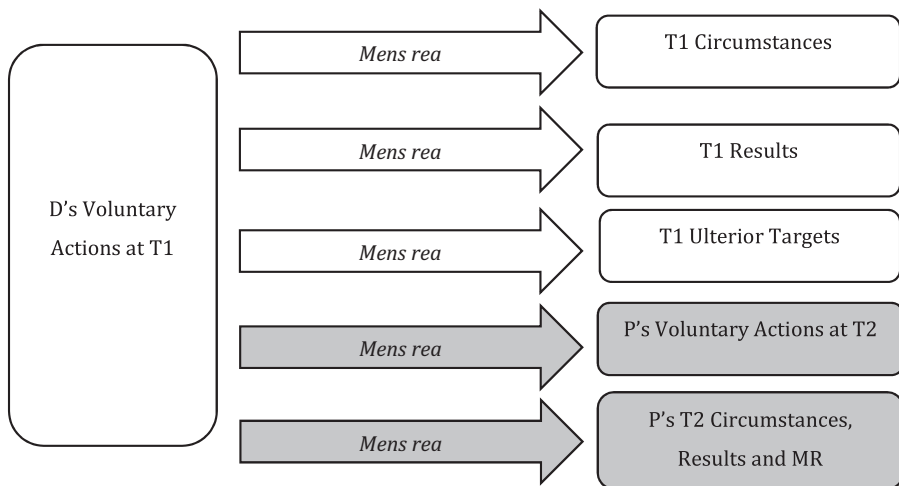 D’s Voluntary
Actions at T1
Mens rea
T1 Circumstances
Mens rea
T1 Results
Mens rea
T1 Ulterior Targets
Mens rea
P’s Voluntary Actions at T2
Mens rea
P’s T2 Circumstances,
Results and MR